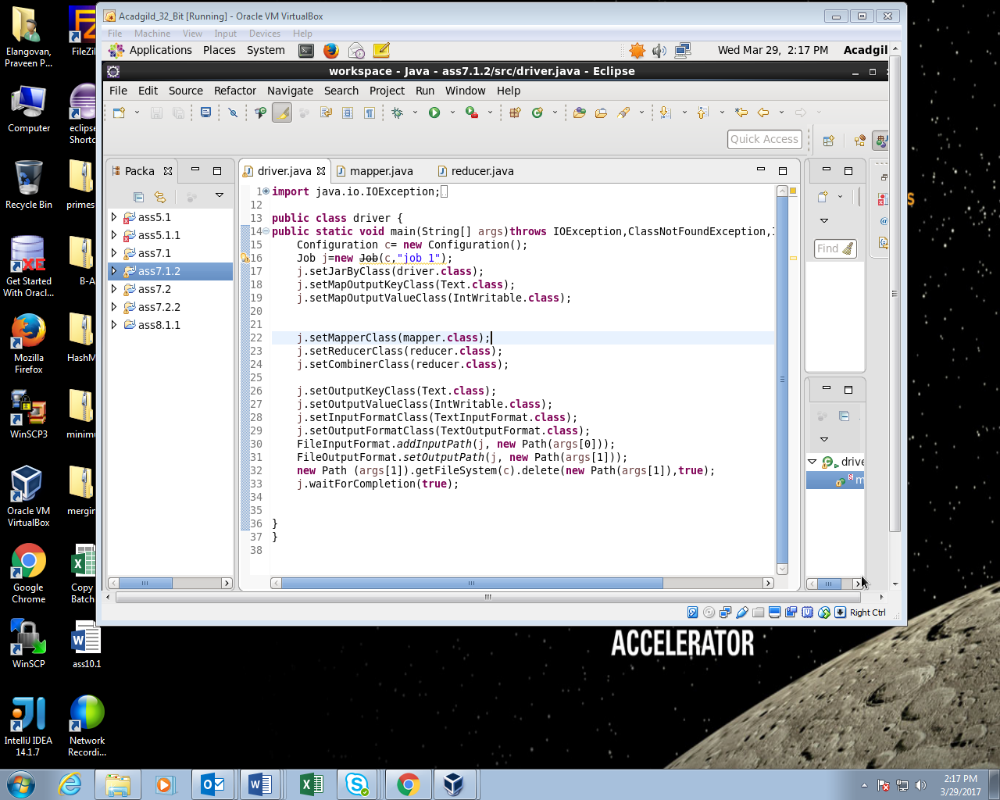 Acadgild_32_Bit [Running] - Oracle VM VirtualBox
File Machine View Input Devices Help
Applications Places System
Wed Mar 29, 2:17 PM Acadgil
workspace - Java - ass7.1.2/src/driver.java - Eclipse
File Edit Source Refactor Navigate Search Project Run Window Help
Quick Access
Packa
driver.java
mapper.java
reducer.java
ass5.1
ass5.1.1
ass7.1
ass7.1.2
ass7.2
ass7.2.2
ass8.1.1
1 import java.io.IOException;
12
13 public class driver {
14 public static void main(String[] args)throws IOException,ClassNotFoundException,I
15 Configuration c= new Configuration();
16 Job j=new Job(c,"job 1");
17 j.setJarByClass(driver.class);
18 j.setMapOutputKeyClass(Text.class);
19 j.setMapOutputValueClass(IntWritable.class);
20
21
22 j.setMapperClass(mapper.class);
23 j.setReducerClass(reducer.class);
24 j.setCombinerClass(reducer.class);
25
26 j.setOutputKeyClass(Text.class);
27 j.setOutputValueClass(IntWritable.class);
28 j.setInputFormatClass(TextInputFormat.class);
29 j.setOutputFormatClass(TextOutputFormat.class);
30 FileInputFormat.addInputPath(j, new Path(args[0]));
31 FileOutputFormat.setOutputPath(j, new Path(args[1]));
32 new Path (args[1]).getFileSystem(c).delete(new Path(args[1]),true);
33 j.waitForCompletion(true);
34
35
36 }
37 }
38
Find
drive
m
Right Ctrl
Elangovan,
Praveen P...
FileZil
Computer
eclipse
Shortc
Recycle Bin
primes
Get Started
With Oracl...
B-A
Mozilla
Firefox
HashM
WinSCP3
minimu
Oracle VM
VirtualBox
mergin
Google
Chrome
Copy
Batch
WinSCP
ass10.1
IntelliJ IDEA
14.1.7
Network
Recordi...
ACCELERATOR
2:17 PM
3/29/2017